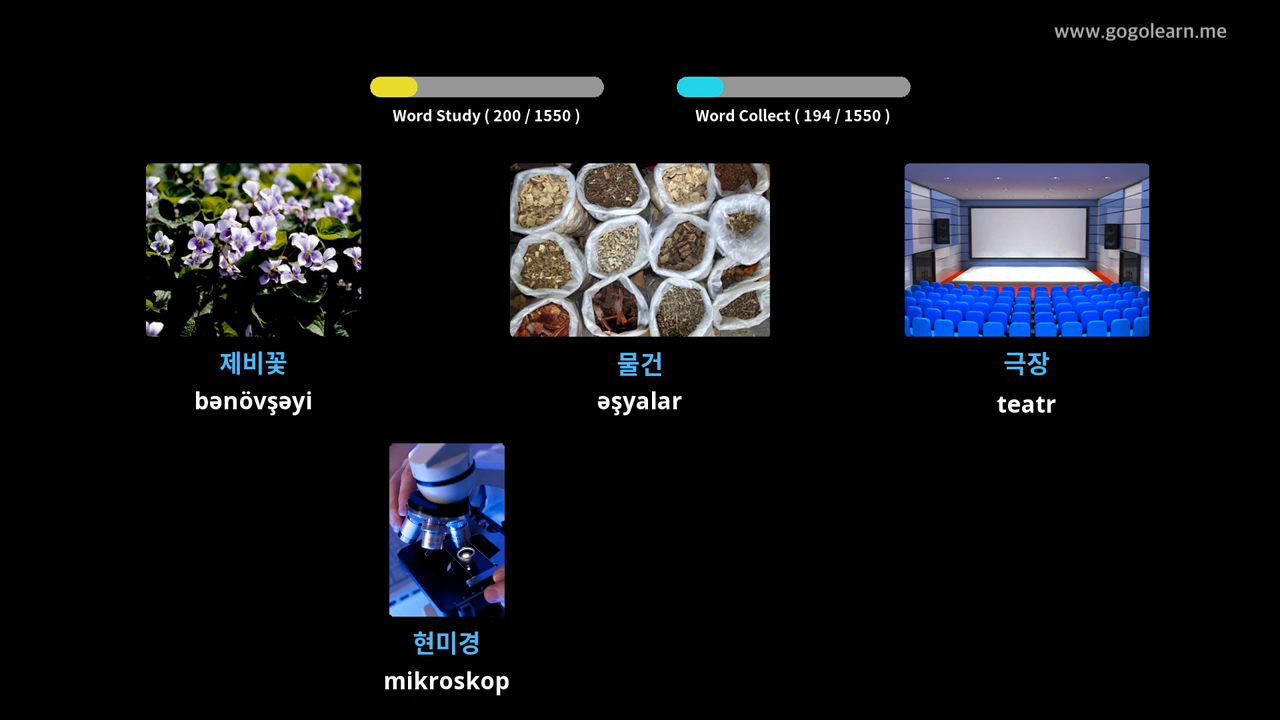 www.gogolearn.me
Word Study ( 200 / 1550 )
Word Collect ( 194 / 1550 )
제비꽃
bənövşəyi
물건
əşyalar
극장
teatr
현미경
mikroskop